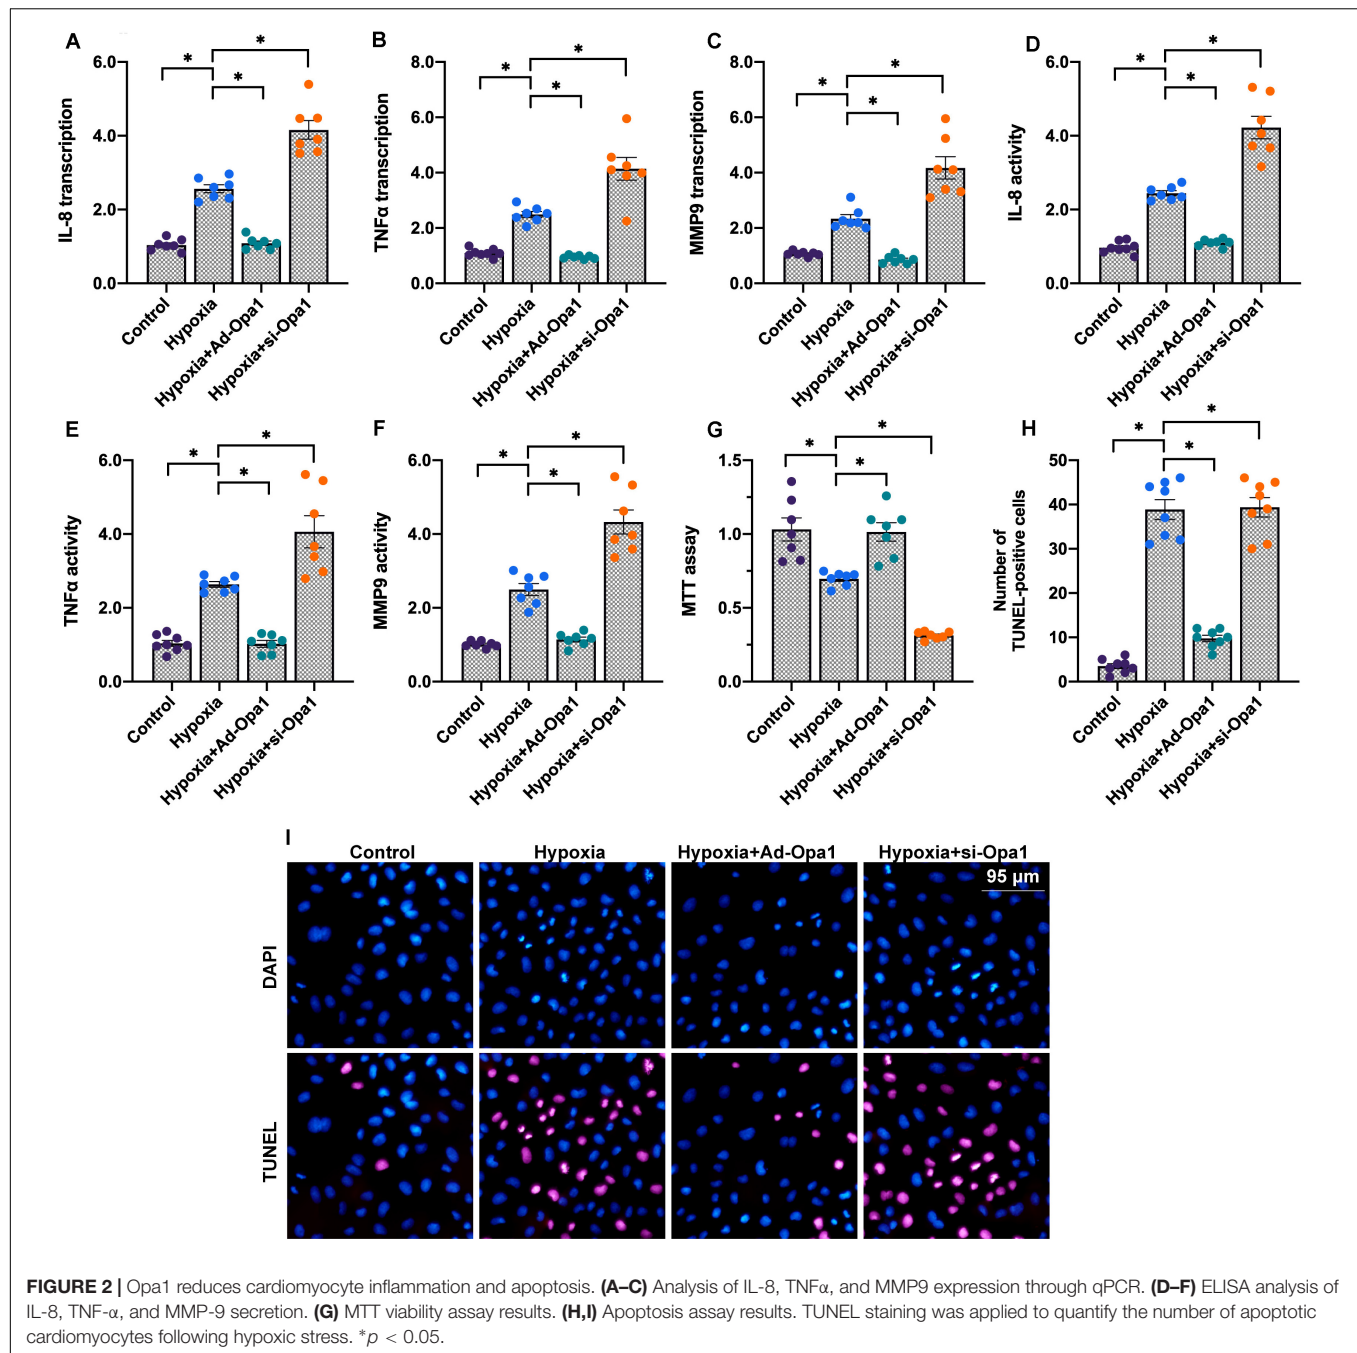 A
IL-8 transcription
6.0
4.0
2.0
0.0
*
*
*
Control
Hypoxia
Hypoxia+Ad-Opa1
Hypoxia+si-Opa1
B
TNFα transcription
8.0
6.0
4.0
2.0
0.0
*
*
*
Control
Hypoxia
Hypoxia+Ad-Opa1
Hypoxia+si-Opa1
C
MMP9 transcription
8.0
6.0
4.0
2.0
0.0
*
*
*
Control
Hypoxia
Hypoxia+Ad-Opa1
Hypoxia+si-Opa1
D
IL-8 activity
6.0
4.0
2.0
0.0
*
*
*
Control
Hypoxia
Hypoxia+Ad-Opa1
Hypoxia+si-Opa1
E
TNFα activity
6.0
4.0
2.0
0.0
*
*
*
Control
Hypoxia
Hypoxia+Ad-Opa1
Hypoxia+si-Opa1
F
MMP9 activity
6.0
4.0
2.0
0.0
*
*
*
Control
Hypoxia
Hypoxia+Ad-Opa1
Hypoxia+si-Opa1
G
MTT assay
1.5
1.0
0.5
0.0
*
*
*
Control
Hypoxia
Hypoxia+Ad-Opa1
Hypoxia+si-Opa1
H
Number of
TUNEL-positive cells
50
40
30
20
10
0
*
*
*
Control
Hypoxia
Hypoxia+Ad-Opa1
Hypoxia+si-Opa1
I
Control Hypoxia Hypoxia+Ad-Opa1 Hypoxia+si-Opa1
95 μm
DAPI
TUNEL
FIGURE 2 | Opa1 reduces cardiomyocyte inflammation and apoptosis. (A–C) Analysis of IL-8, TNFα, and MMP9 expression through qPCR. (D–F) ELISA analysis of
IL-8, TNF-α, and MMP-9 secretion. (G) MTT viability assay results. (H,I) Apoptosis assay results. TUNEL staining was applied to quantify the number of apoptotic
cardiomyocytes following hypoxic stress. *p < 0.05.